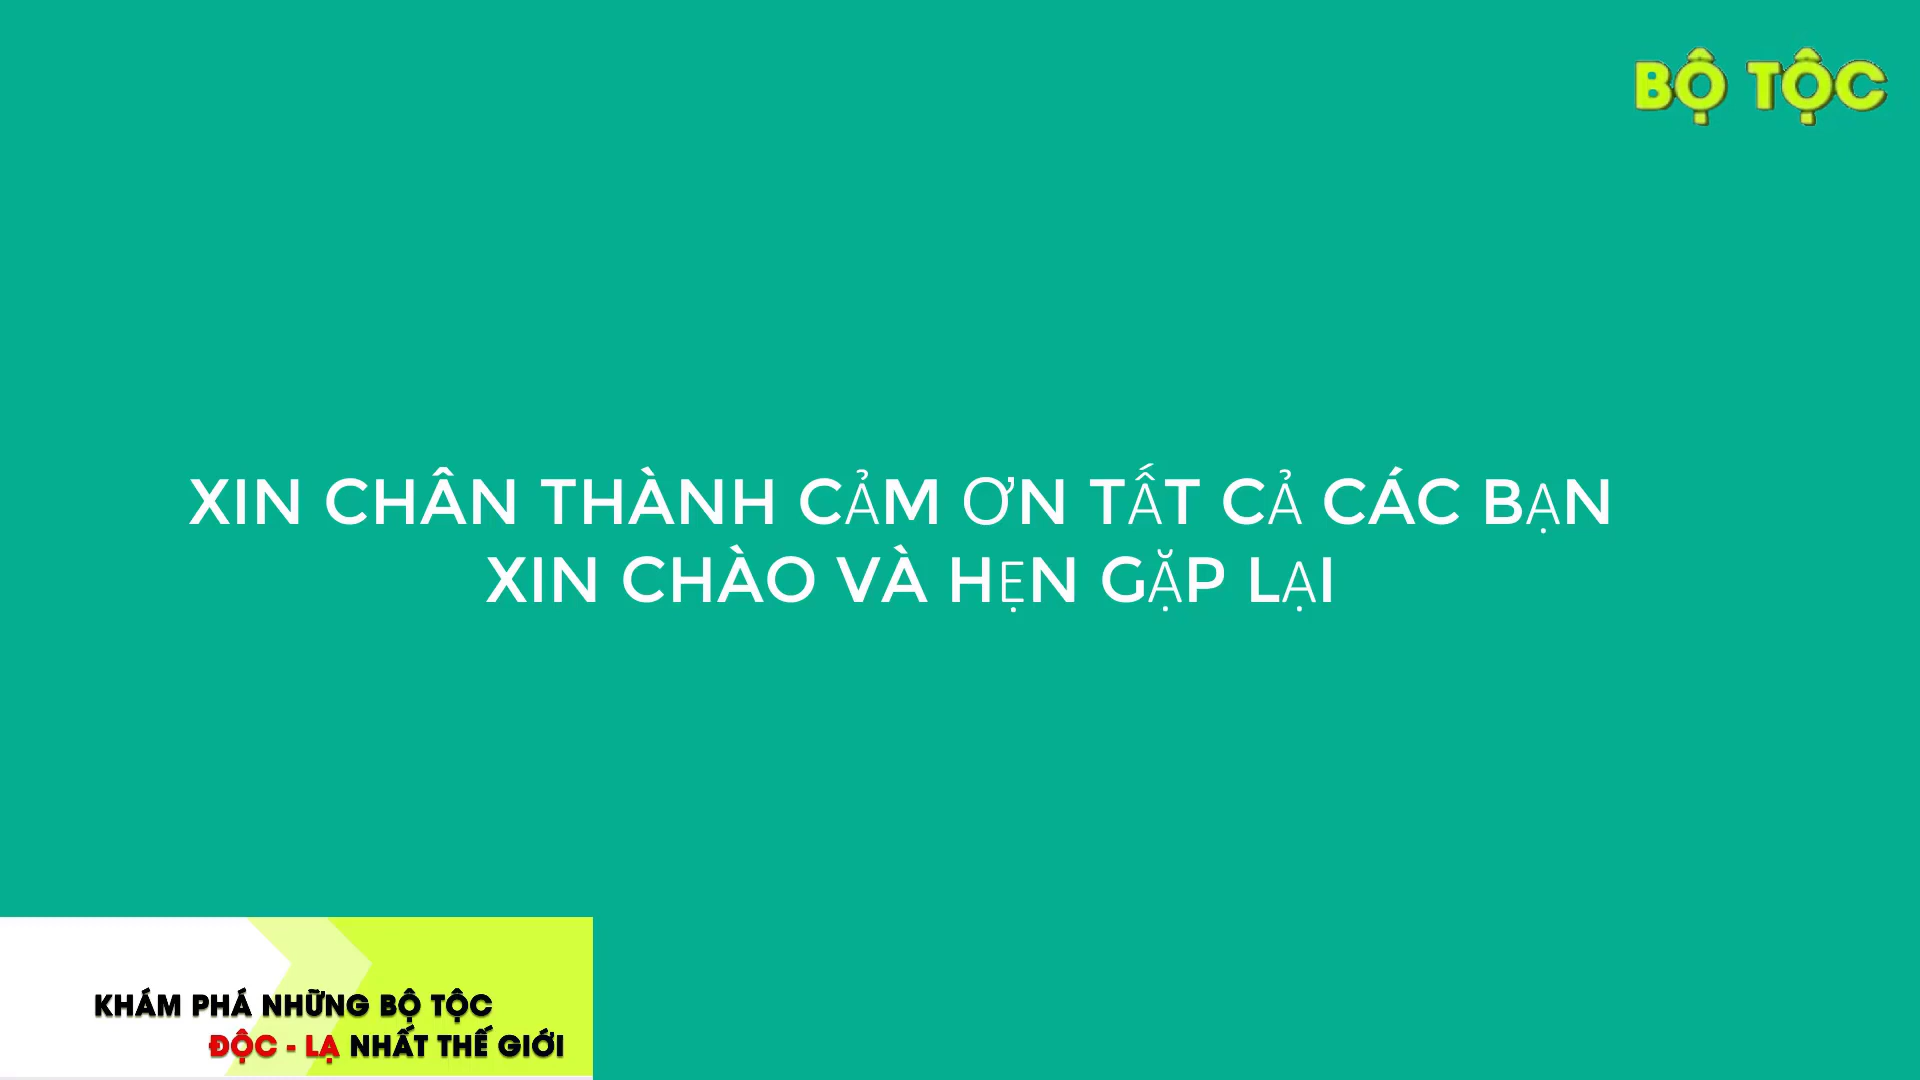 BỘ TỘC
XIN CHÂN THÀNH CẢM ƠN TẤT CẢ CÁC BẠN
XIN CHÀO VÀ HẸN GẶP LẠI
KHÁM PHÁ NHỮNG BỘ TỘC
ĐỘC - LẠ NHẤT THẾ GIỚI